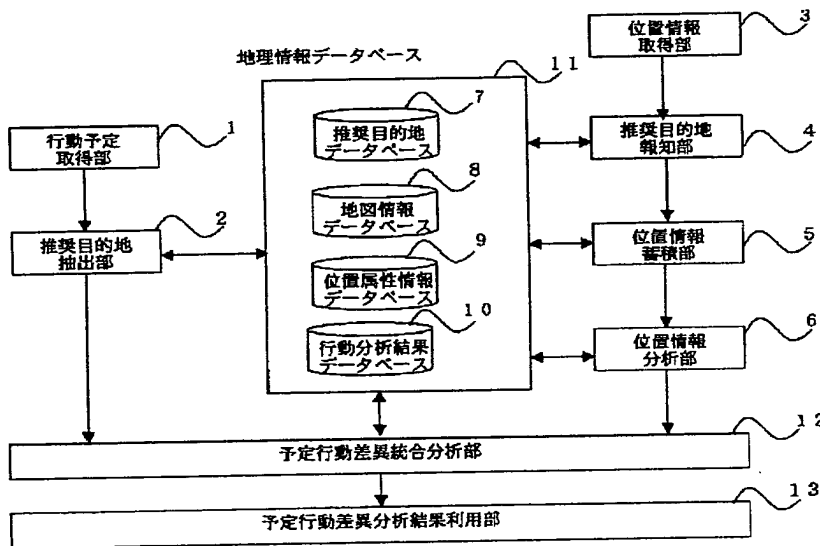 位置情報
取得部
3
地理情報データベース
11
7
推奨目的地
データベース
1
行動予定
取得部
推奨目的地
報知部
4
8
地図情報
データベース
2
推奨目的地
抽出部
9
位置属性情報
データベース
位置情報
蓄積部
5
10
行動分析結果
データベース
位置情報
分析部
6
12
予定行動差異統合分析部
13
予定行動差異分析結果利用部